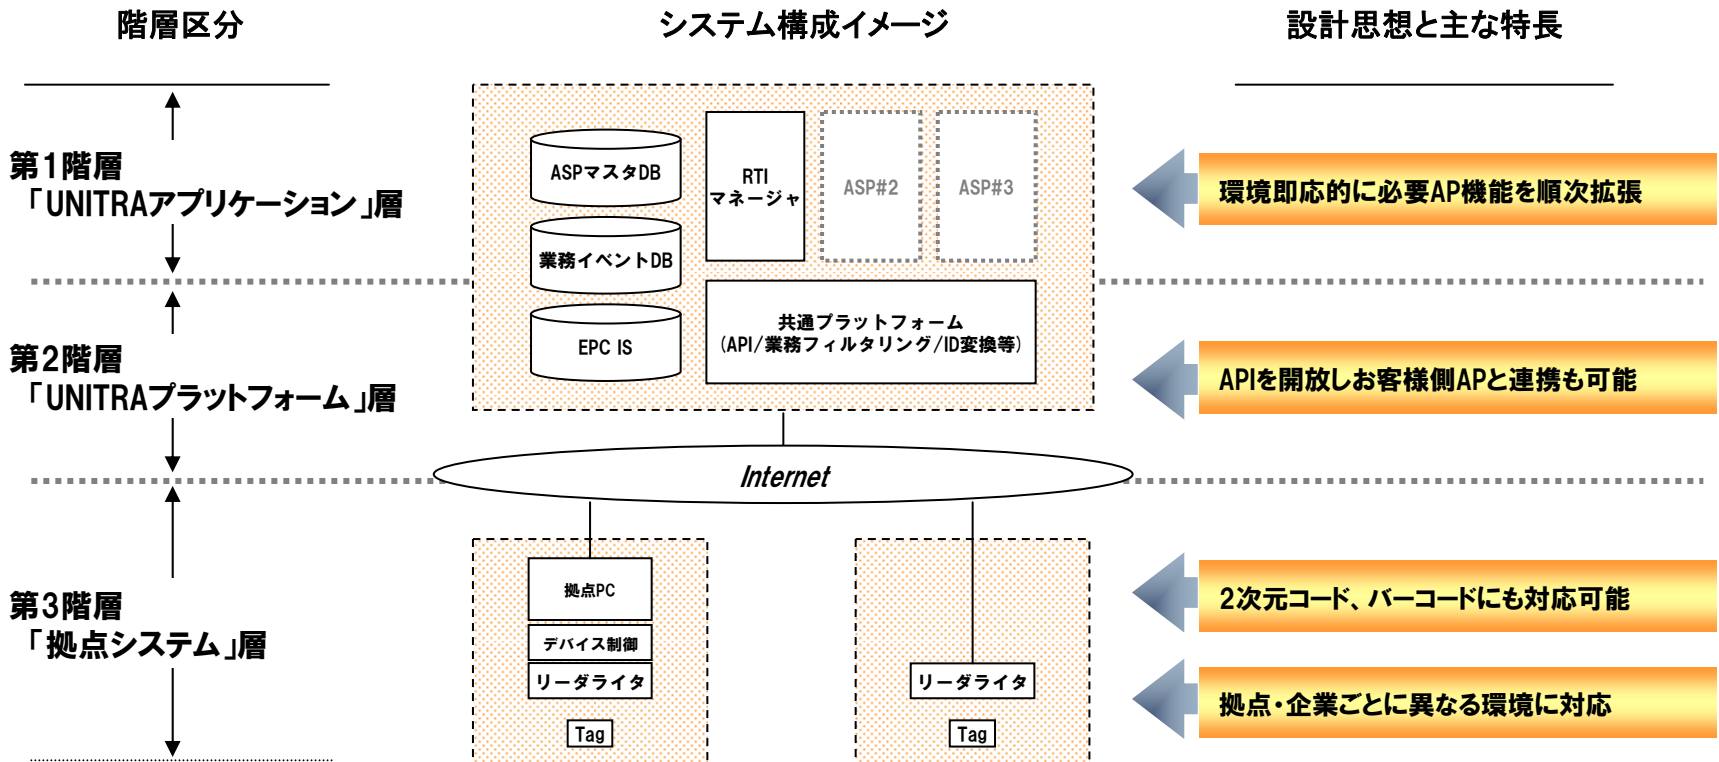 階層区分
システム構成イメージ
設計思想と主な特長
第1階層
「UNITRAアプリケーション」層
ASPマスタDB
業務イベントDB
EPC IS
RTI
マネージャ
ASP#2
ASP#3
共通プラットフォーム
(API/業務フィルタリング/ID変換等)
環境即応的に必要AP機能を順次拡張
第2階層
「UNITRAプラットフォーム」層
APIを開放しお客様側APと連携も可能
Internet
第3階層
「拠点システム」層
拠点PC
デバイス制御
リーダライタ
Tag
リーダライタ
Tag
2次元コード、バーコードにも対応可能
拠点・企業ごとに異なる環境に対応